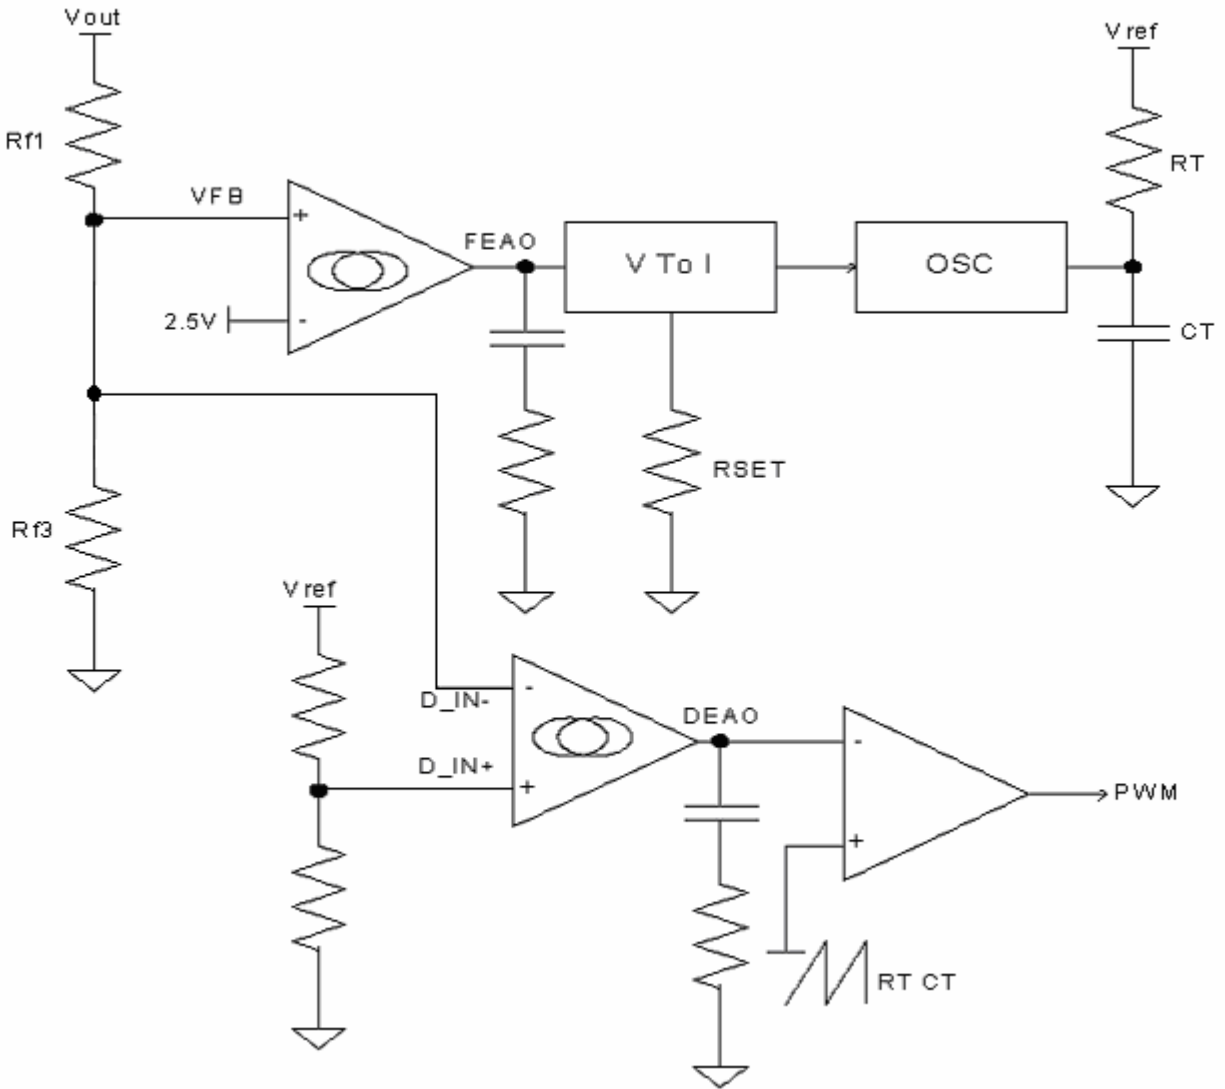 Vout
Vref
Rf1
RT
VFB
+
FEAO
V To I
OSC
2.5V
-
CT
RSET
Rf3
Vref
-
D_IN-
DEAO
-
D_IN+
+
PWM
+
RT CT